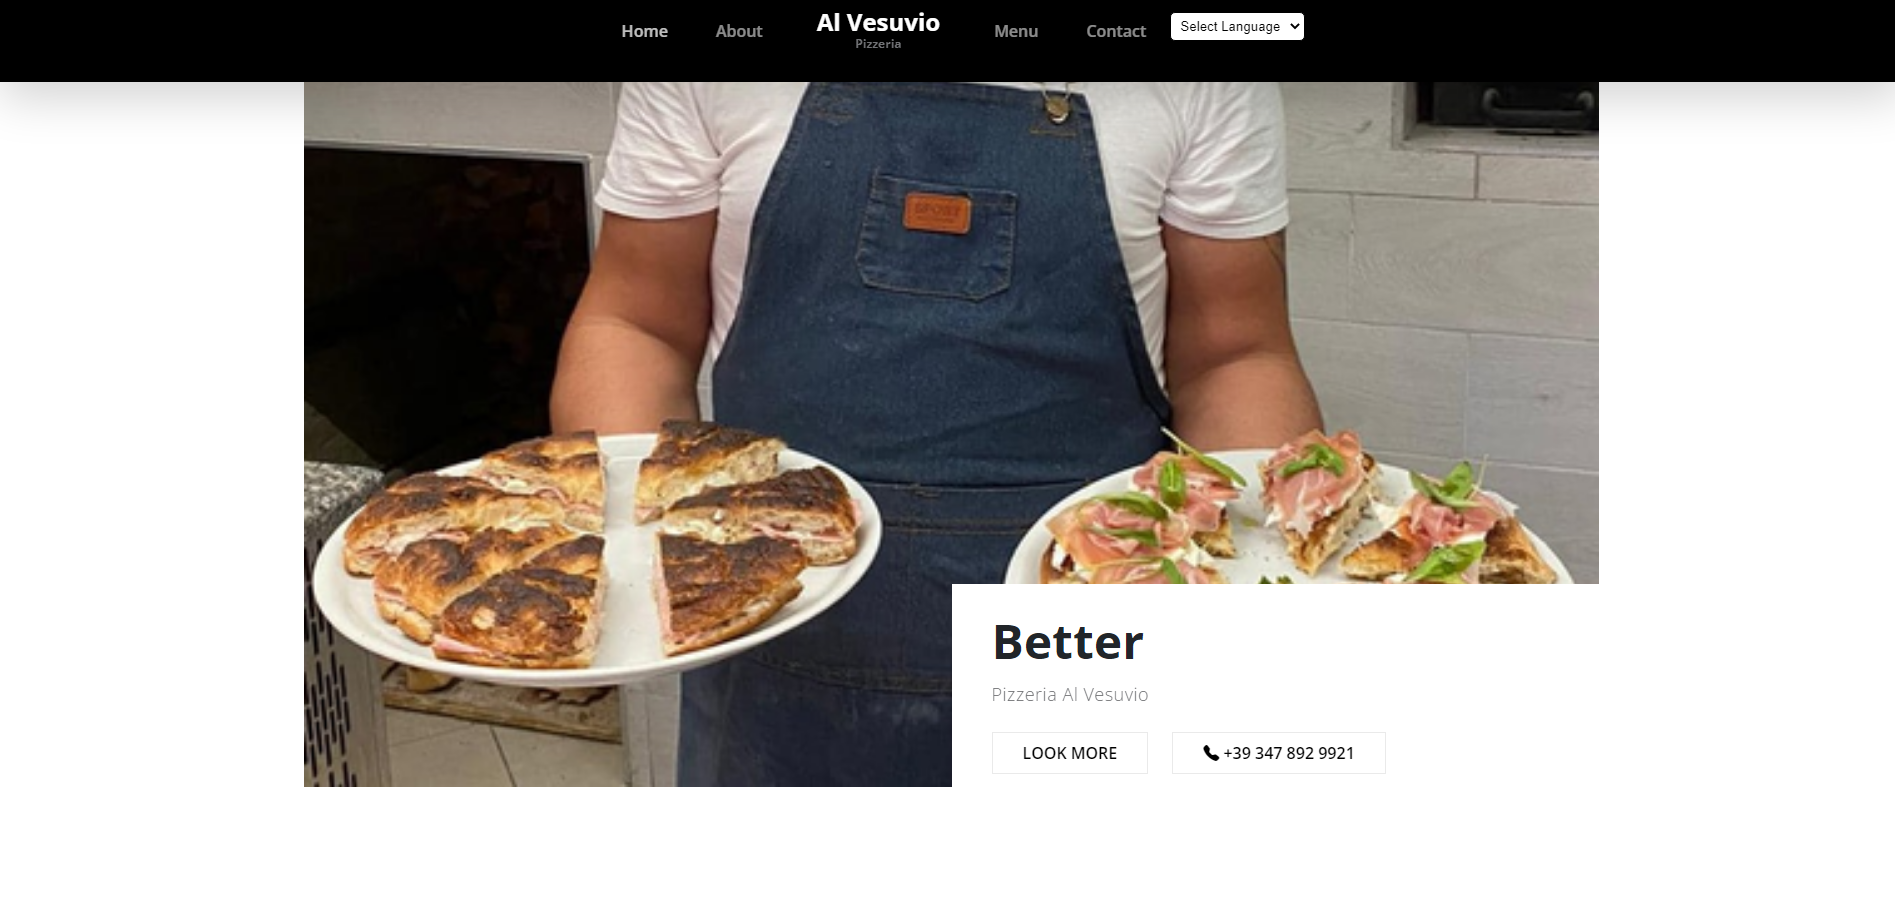 Home
About
Al Vesuvio
Pizzeria
Menu
Contact
Select Language
Better
Pizzeria Al Vesuvio
LOOK MORE
+39 347 892 9921